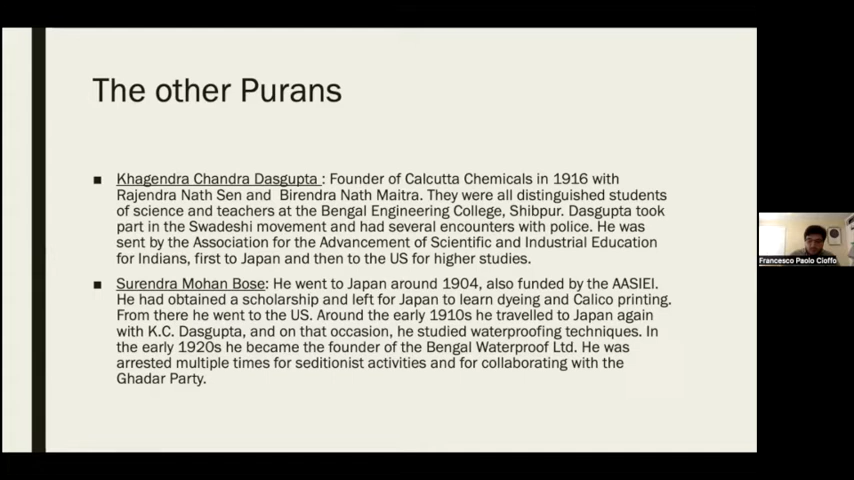 The other Purans
■ Khagendra Chandra Dasgupta : Founder of Calcutta Chemicals in 1916 with
Rajendra Nath Sen and Birendra Nath Maitra. They were all distinguished students
of science and teachers at the Bengal Engineering College, Shibpur. Dasgupta took
part in the Swadeshi movement and had several encounters with police. He was
sent by the Association for the Advancement of Scientific and Industrial Education
for Indians, first to Japan and then to the US for higher studies.
■ Surendra Mohan Bose: He went to Japan around 1904, also funded by the AASIEI.
He had obtained a scholarship and left for Japan to learn dyeing and Calico printing.
From there he went to the US. Around the early 1910s he travelled to Japan again
with K.C. Dasgupta, and on that occasion, he studied waterproofing techniques. In
the early 1920s he became the founder of the Bengal Waterproof Ltd. He was
arrested multiple times for seditionist activities and for collaborating with the
Ghadar Party.
Francesco Paolo Cioffo